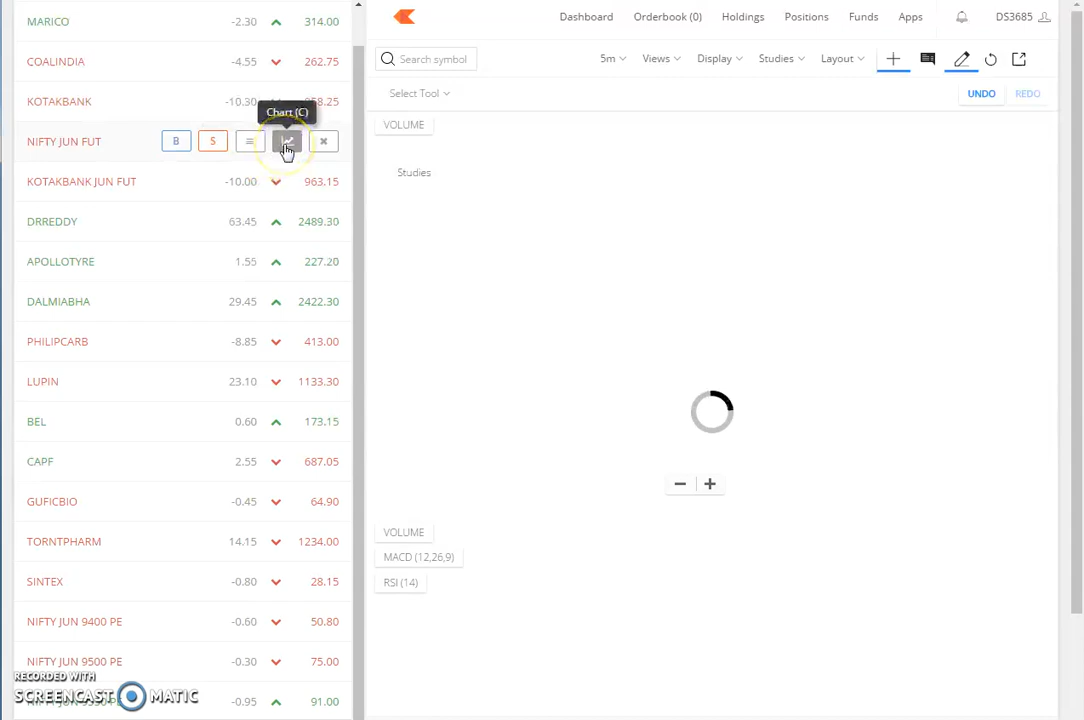 MARICO -2.30 314.00
COALINDIA -4.55 262.75
KOTAKBANK -10.30 58.25
Chart (C)
NIFTY JUN FUT B S
KOTAKBANK JUN FUT -10.00 963.15
DRREDDY 63.45 2489.30
APOLLOTYRE 1.55 227.20
DALMIABHA 29.45 2422.30
PHILIPCARB -8.85 413.00
LUPIN 23.10 1133.30
BEL 0.60 173.15
CAPF 2.55 687.05
GUFICBIO -0.45 64.90
TORNTPHARM 14.15 1234.00
SINTEX -0.80 28.15
NIFTY JUN 9400 PE -0.60 50.80
NIFTY JUN 9500 PE -0.30 75.00
-0.95 91.00
RECORDED WITH
SCREENCAST MATIC
Dashboard Orderbook (0) Holdings Positions Funds Apps DS3685
Search symbol 5m Views Display Studies Layout
Select Tool UNDO REDO
VOLUME
Studies
VOLUME
MACD (12,26,9)
RSI (14)